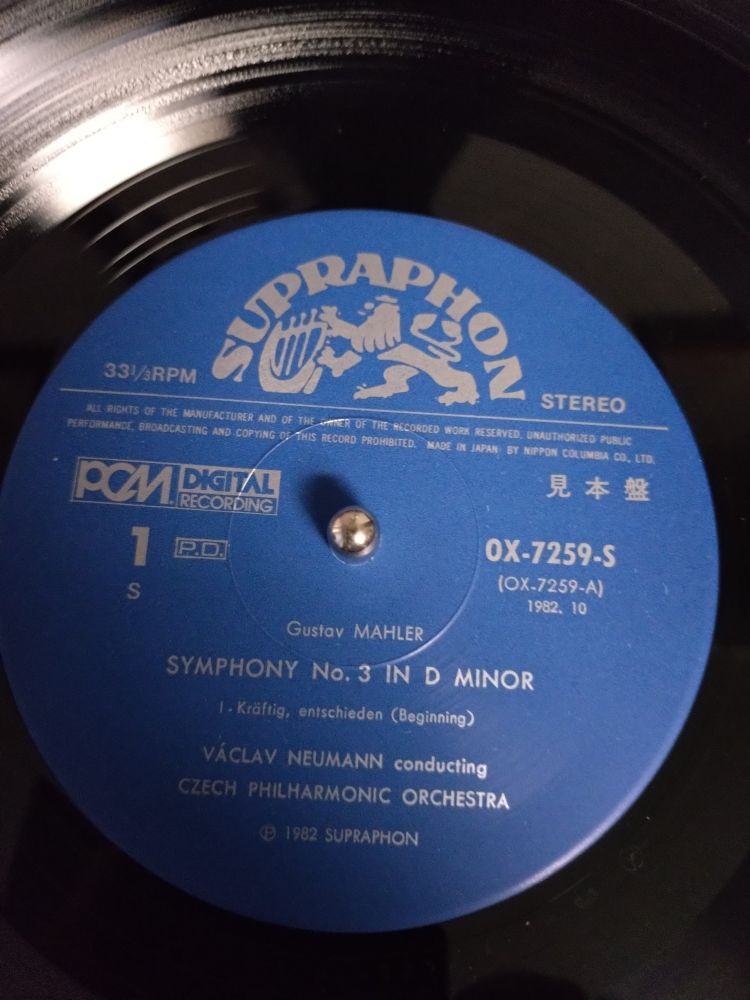 SUPRAPHON
33 1/3 RPM
STEREO
ALL RIGHTS OF THE MANUFACTURER AND OF THE OWNER OF THE RECORDED WORK RESERVED. UNAUTHORIZED PUBLIC
PERFORMANCE, BROADCASTING AND COPYING OF THIS RECORD PROHIBITED. MADE IN JAPAN BY NIPPON COLUMBIA CO., LTD.
PCM DIGITAL
RECORDING
見本盤
1 P.D. OX-7259-S
S (OX-7259-A)
1982. 10
Gustav MAHLER
SYMPHONY No. 3 IN D MINOR
I. Kräftig, entschieden (Beginning)
VÁCLAV NEUMANN conducting
CZECH PHILHARMONIC ORCHESTRA
℗ 1982 SUPRAPHON